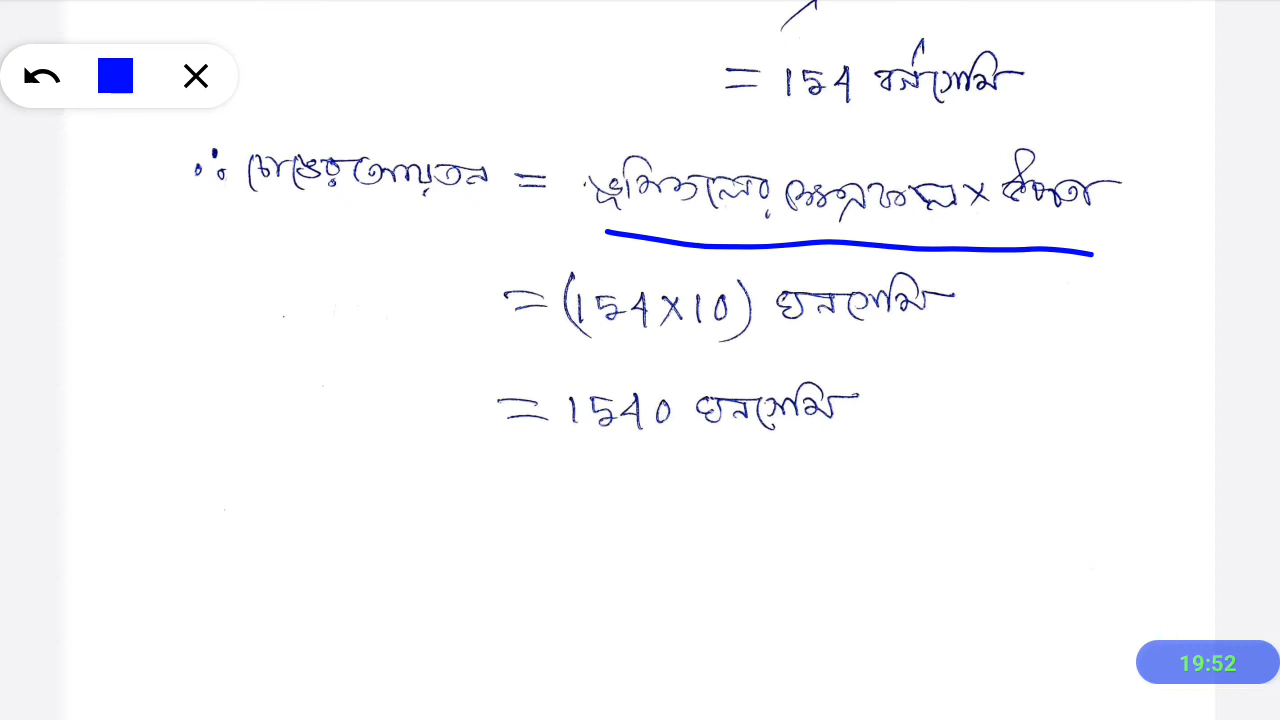 = 154 বর্গসেমি
∴ চোঙের আয়তন = ভূমিতলের ক্ষেত্রফল × উচ্চতা
= (154×10) ঘনসেমি
= 1540 ঘনসেমি
19:52